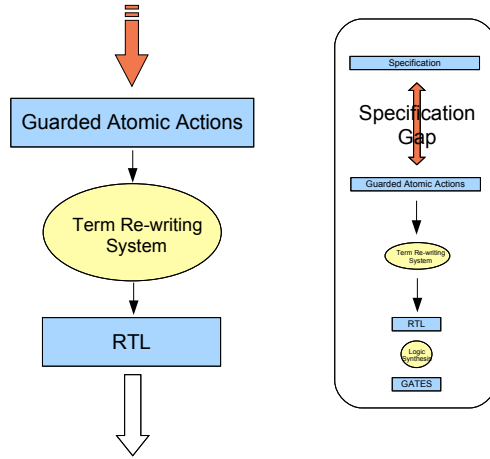 Guarded Atomic Actions
Term Re-writing
System
RTL
Specification
Specification
Gap
Guarded Atomic Actions
Term Re-writing
System
RTL
Logic
Synthesis
GATES